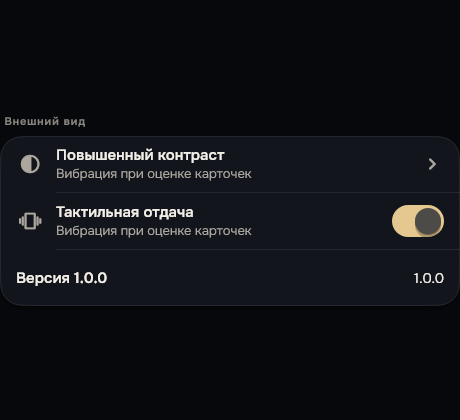 Внешний вид
Повышенный контраст
Вибрация при оценке карточек
Тактильная отдача
Вибрация при оценке карточек
Версия 1.0.0 1.0.0